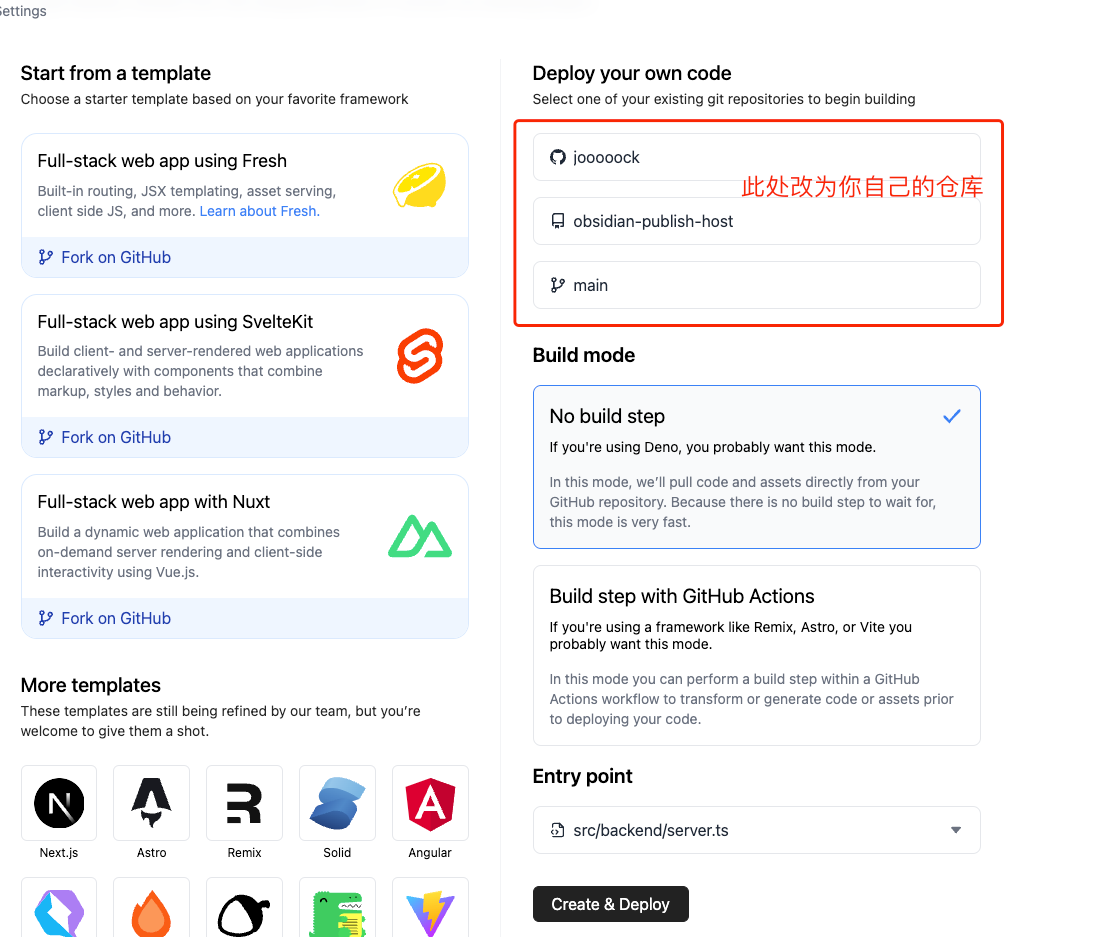 Settings
Start from a template
Choose a starter template based on your favorite framework
Full-stack web app using Fresh
Built-in routing, JSX templating, asset serving,
client side JS, and more. Learn about Fresh.
Fork on GitHub
Full-stack web app using SvelteKit
Build client- and server-rendered web applications
declaratively with components that combine
markup, styles and behavior.
Fork on GitHub
Full-stack web app with Nuxt
Build a dynamic web application that combines
on-demand server rendering and client-side
interactivity using Vue.js.
Fork on GitHub
More templates
These templates are still being refined by our team, but you’re
welcome to give them a shot.
Next.js
Astro
Remix
Solid
Angular
Deploy your own code
Select one of your existing git repositories to begin building
jooooock
此处改为你自己的仓库
obsidian-publish-host
main
Build mode
No build step
If you're using Deno, you probably want this mode.
In this mode, we’ll pull code and assets directly from your
GitHub repository. Because there is no build step to wait for,
this mode is very fast.
Build step with GitHub Actions
If you're using a framework like Remix, Astro, or Vite you
probably want this mode.
In this mode you can perform a build step within a GitHub
Actions workflow to transform or generate code or assets prior
to deploying your code.
Entry point
src/backend/server.ts
Create & Deploy